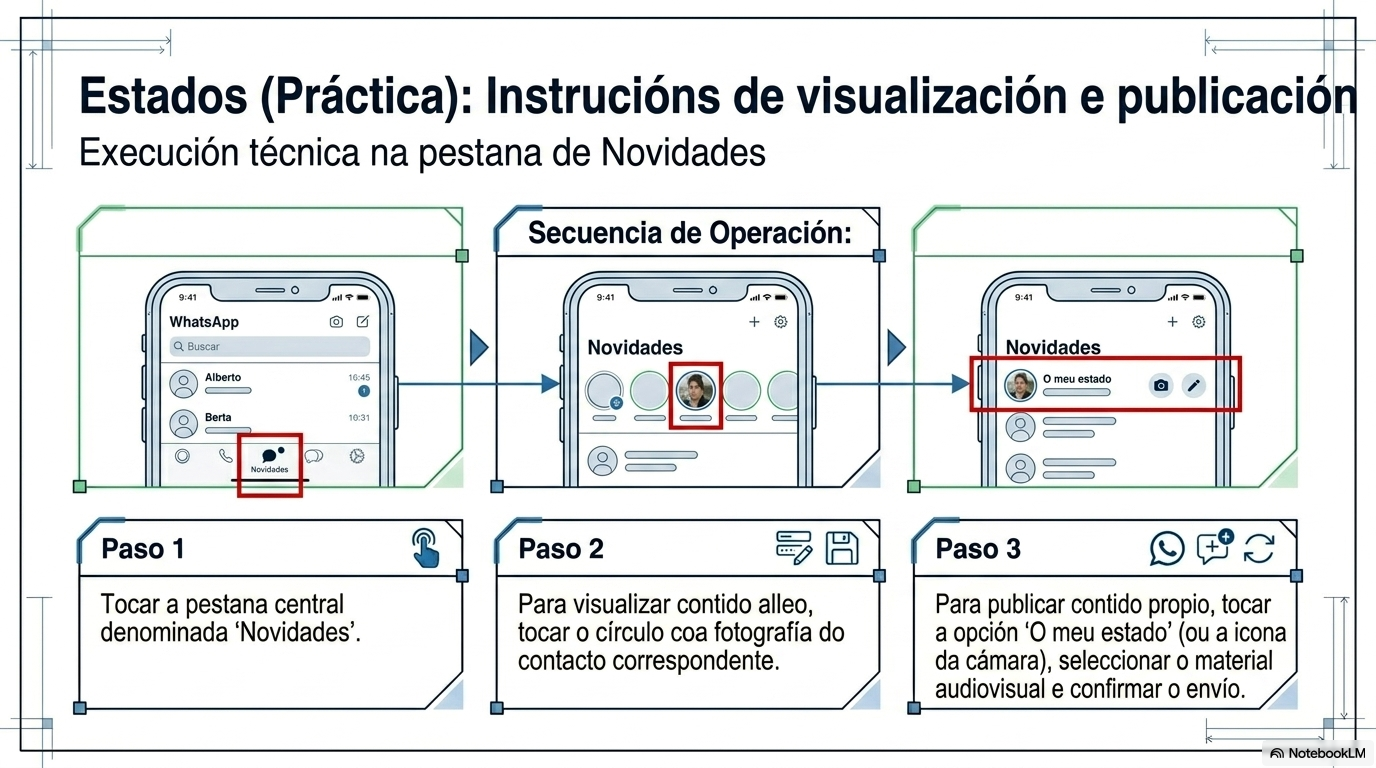 Estados (Práctica): Instrucións de visualización e publicación
Execución técnica na pestana de Novidades
9:41
WhatsApp
Buscar
Alberto
16:45
Berta
10:31
Novidades
Secuencia de Operación:
9:41
Novidades
9:41
Novidades
O meu estado
Paso 1
Tocar a pestana central
denominada ‘Novidades’.
Paso 2
Para visualizar contido alleo,
tocar o círculo coa fotografía do
contacto correspondente.
Paso 3
Para publicar contido propio, tocar
a opción ‘O meu estado’ (ou a icona
da cámara), seleccionar o material
audiovisual e confirmar o envío.
NotebookLM